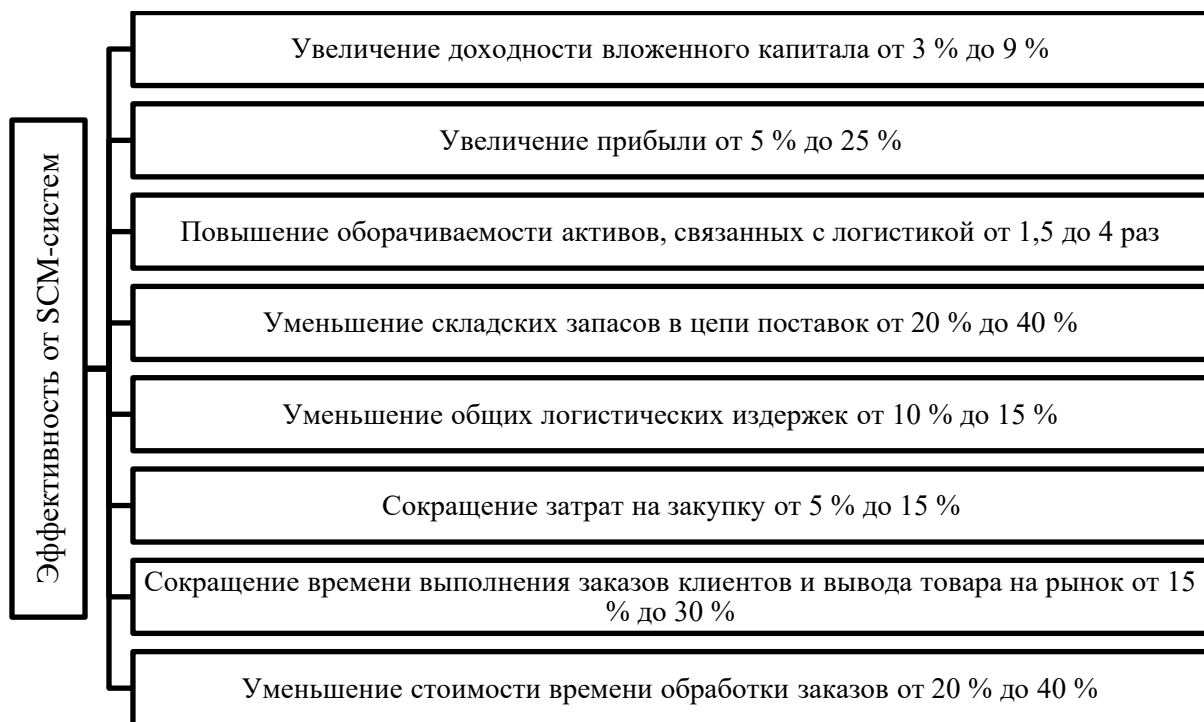 Эффективность от SCM-систем
Увеличение доходности вложенного капитала от 3 % до 9 %
Увеличение прибыли от 5 % до 25 %
Повышение оборачиваемости активов, связанных с логистикой от 1,5 до 4 раз
Уменьшение складских запасов в цепи поставок от 20 % до 40 %
Уменьшение общих логистических издержек от 10 % до 15 %
Сокращение затрат на закупку от 5 % до 15 %
Сокращение времени выполнения заказов клиентов и вывода товара на рынок от 15
% до 30 %
Уменьшение стоимости времени обработки заказов от 20 % до 40 %